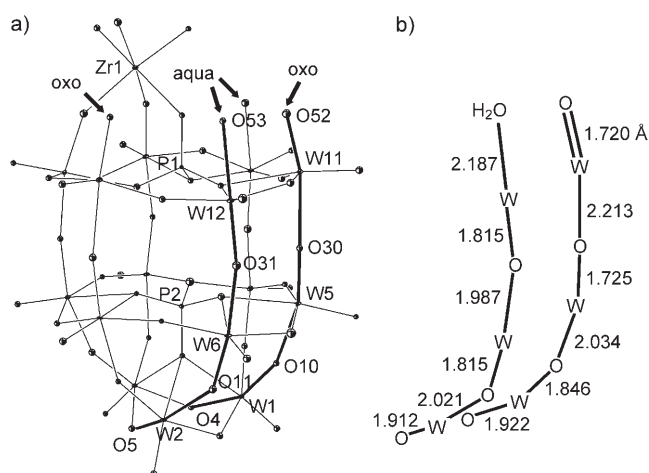 a)
b)
Zr1
oxo
aqua
oxo
O53
O52
P1
W11
W12
O30
O31
P2
W5
W6
O10
O11
O4
W1
O5
W2
H₂O
O
1.720 Å
2.187
W
W
2.213
1.815
O
O
1.725
1.987
W
2.034
W
1.815
O
O
1.846
2.021
W
1.912
W
O
1.922
O